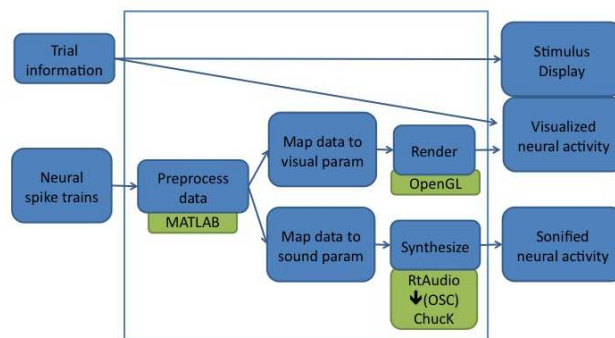 Trial
information
Stimulus
Display
Visualized
neural activity
Neural
spike trains
Preprocess
data
MATLAB
Map data to
visual param
Render
OpenGL
Map data to
sound param
Synthesize
RtAudio
↓(OSC)
ChucK
Sonified
neural activity